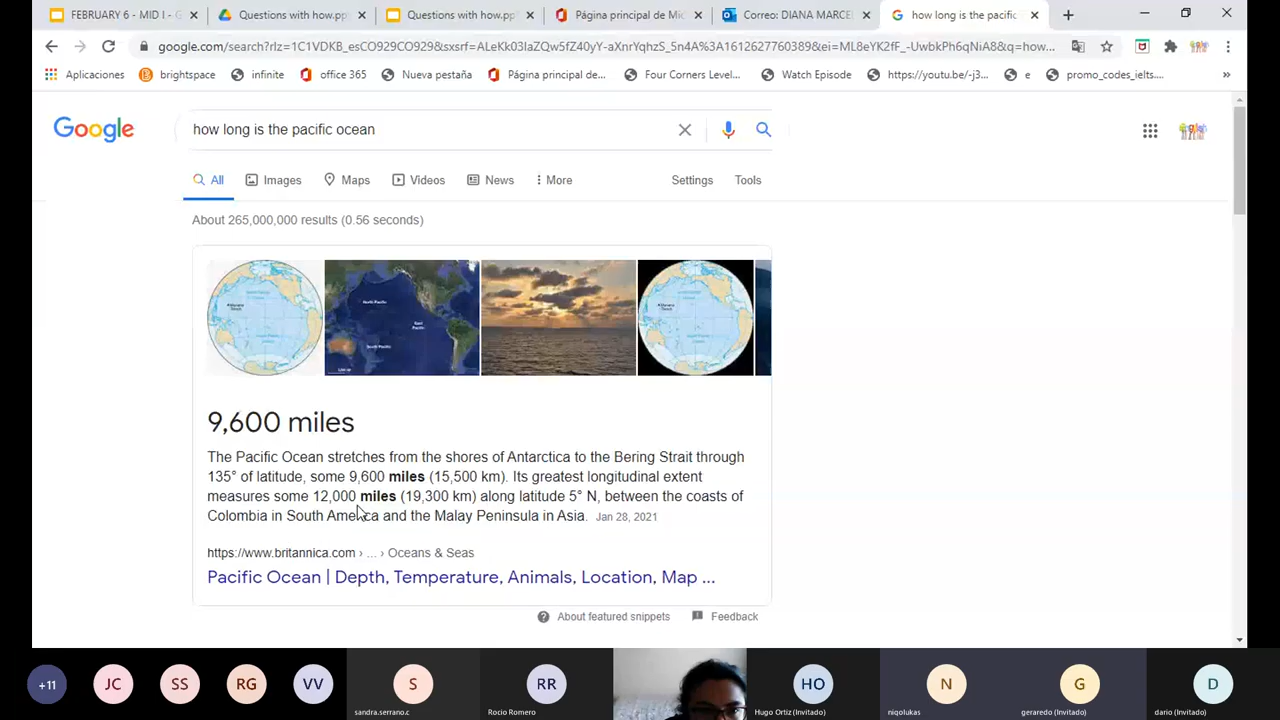 FEBRUARY 6 - MID I - G
Questions with how.pp
Questions with how.pp
Página principal de Mic
Correo: DIANA MARCEL
how long is the pacific
google.com/search?rlz=1C1VDKB_esCO929CO929&sxsrf=ALeKk03IaZQw5fZ40yY-aXnrYqhzS_5n4A%3A1612627760389&ei=ML8eYK2fF_-UwbkPh6qNiA8&q=how...
Aplicaciones
brightspace
infinite
office 365
Nueva pestaña
Página principal de...
Four Corners Level...
Watch Episode
https://youtu.be/-j3...
e
promo_codes_ielts....
»
Google
how long is the pacific ocean
All
Images
Maps
Videos
News
More
Settings
Tools
About 265,000,000 results (0.56 seconds)
9,600 miles
The Pacific Ocean stretches from the shores of Antarctica to the Bering Strait through
135° of latitude, some 9,600 miles (15,500 km). Its greatest longitudinal extent
measures some 12,000 miles (19,300 km) along latitude 5° N, between the coasts of
Colombia in South America and the Malay Peninsula in Asia. Jan 28, 2021
https://www.britannica.com › ... › Oceans & Seas
Pacific Ocean | Depth, Temperature, Animals, Location, Map ...
About featured snippets
Feedback
+11
JC
SS
RG
VV
S
sandra.serrano.c
RR
Rocio Romero
HO
Hugo Ortiz (Invitado)
N
niqolukas
G
geraredo (Invitado)
D
dario (Invitado)